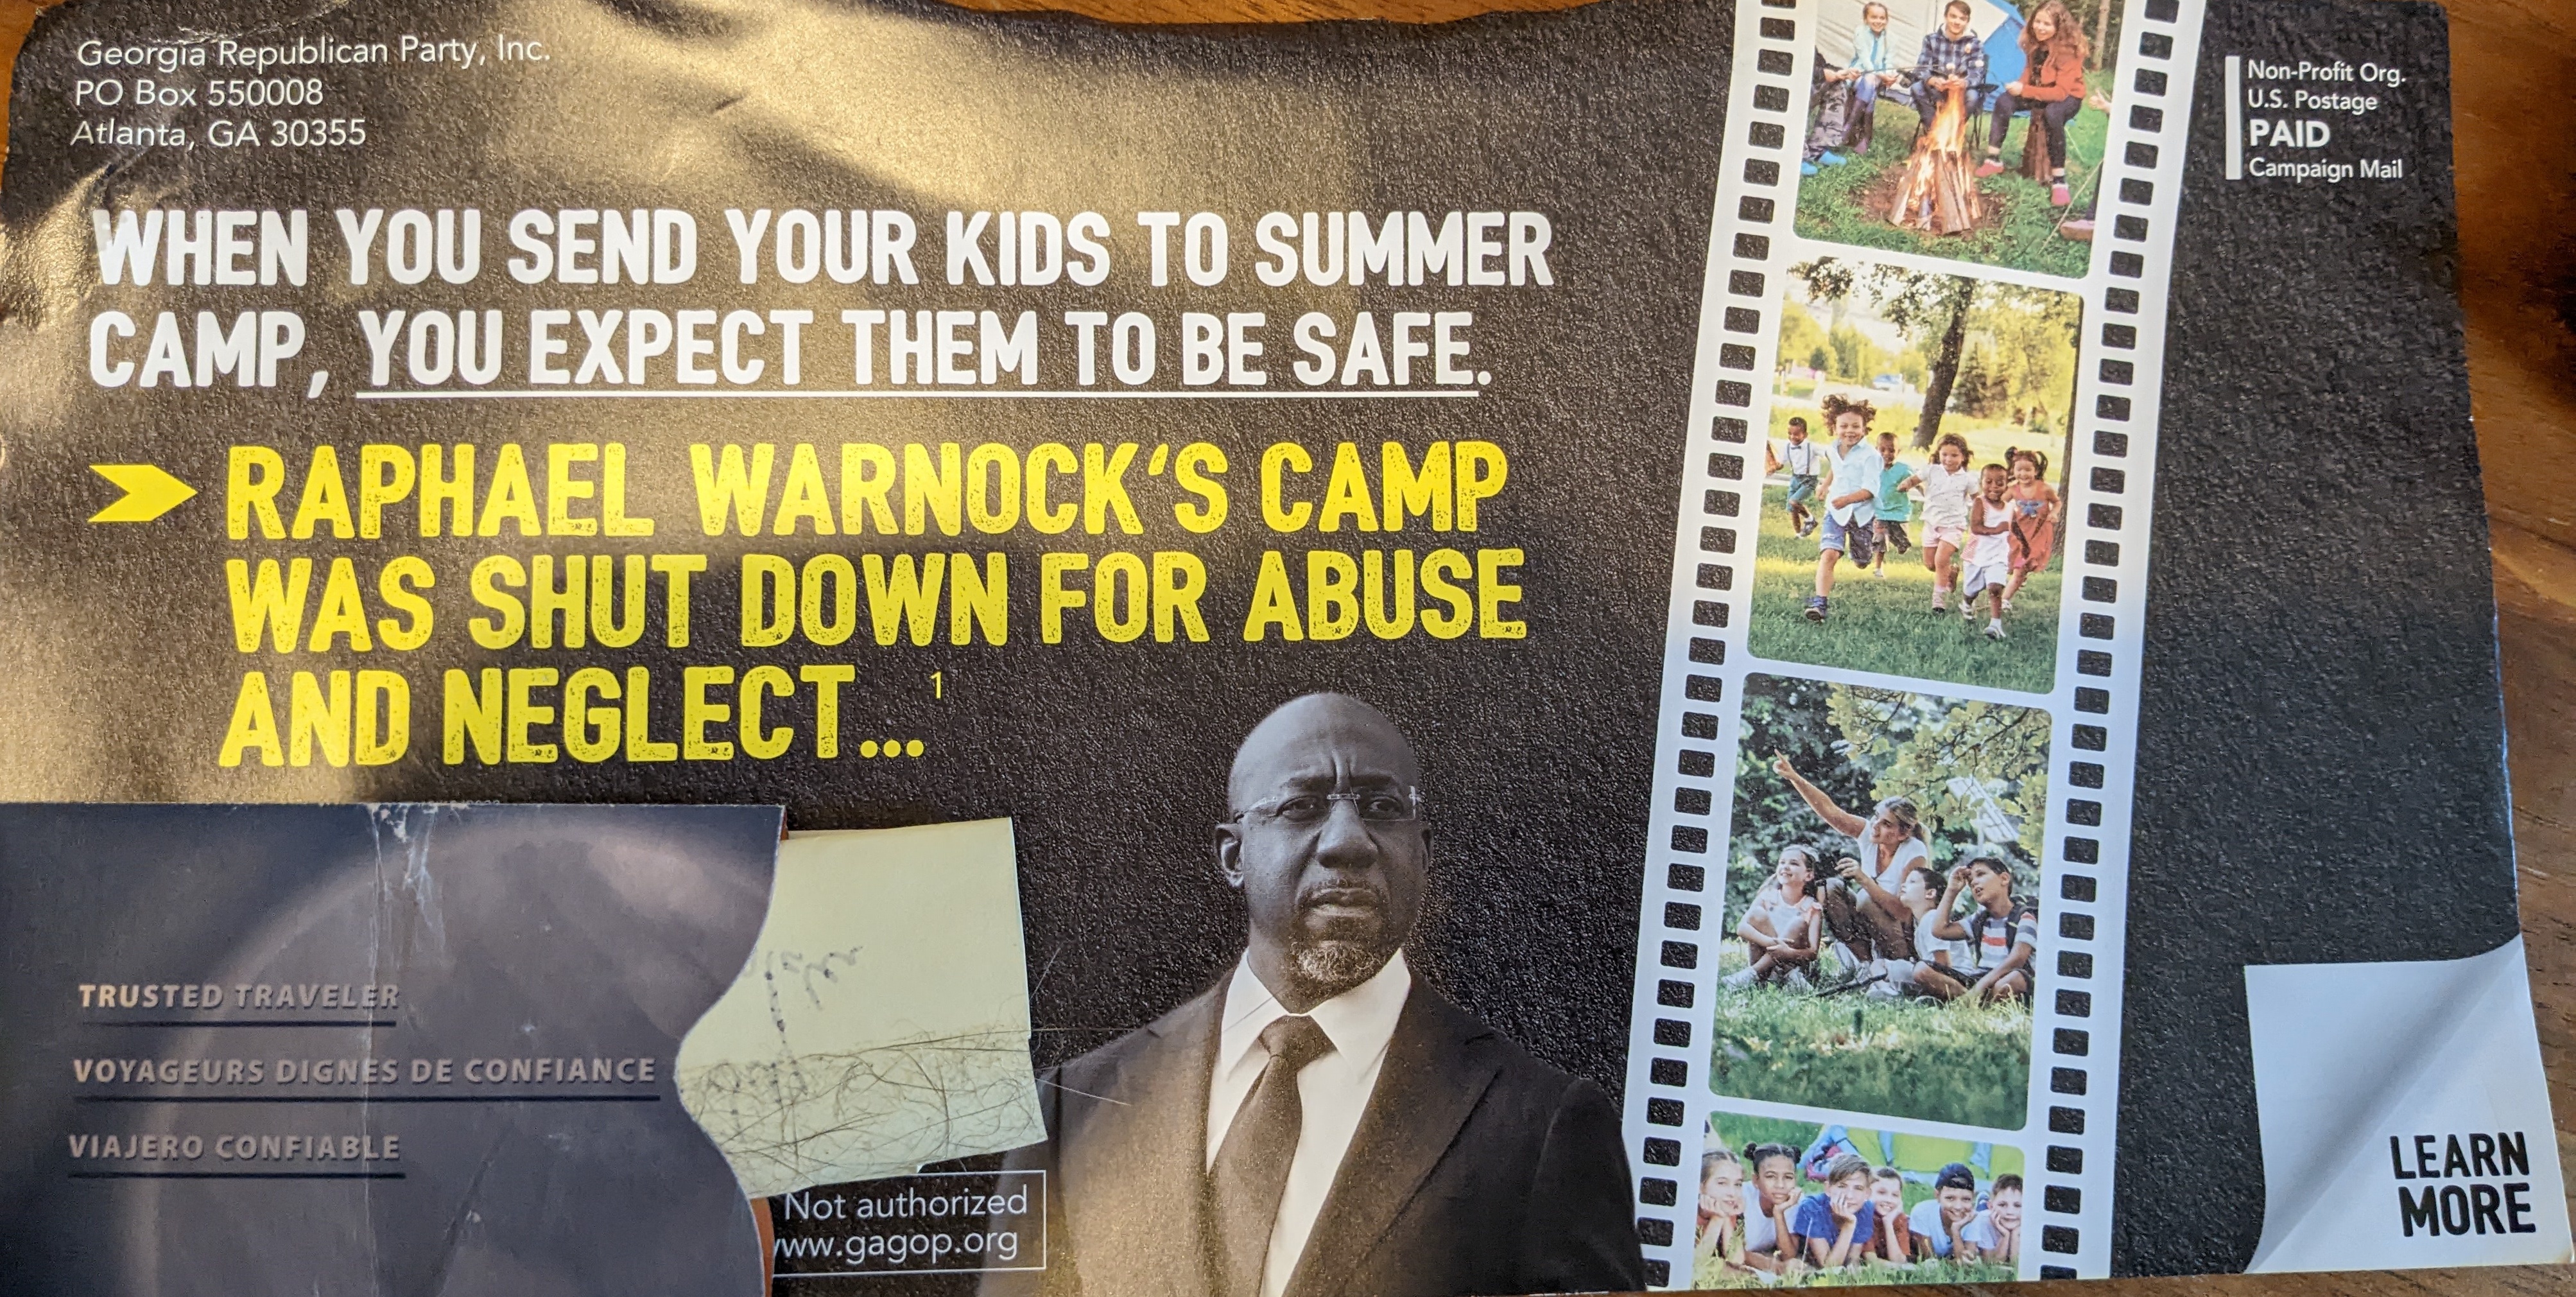 Georgia Republican Party, Inc.
PO Box 550008
Atlanta, GA 30355
Non-Profit Org.
U.S. Postage
PAID
Campaign Mail
WHEN YOU SEND YOUR KIDS TO SUMMER
CAMP, YOU EXPECT THEM TO BE SAFE.
RAPHAEL WARNOCK‘S CAMP
WAS SHUT DOWN FOR ABUSE
AND NEGLECT...1
TRUSTED TRAVELER
VOYAGEURS DIGNES DE CONFIANCE
VIAJERO CONFIABLE
Not authorized
www.gagop.org
LEARN
MORE